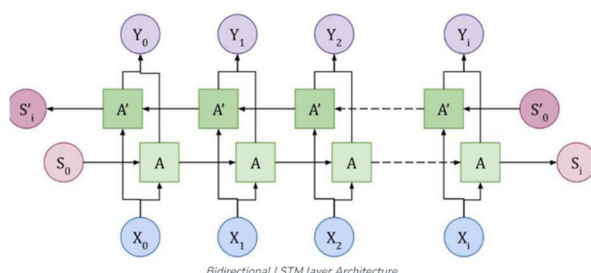 Y₀ Y₁ Y₂ Yᵢ
S'ᵢ A' A' A' A' S'₀
S₀ A A A A Sᵢ
X₀ X₁ X₂ Xᵢ
Bidirectional LSTM layer Architecture